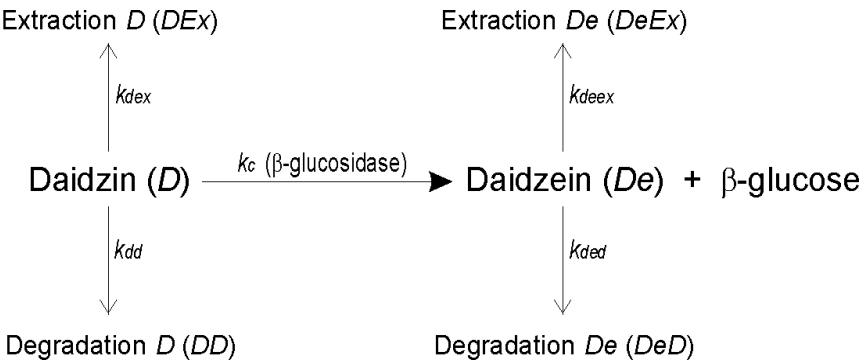 Extraction D (DEx) Extraction De (DeEx)
kdex kdeex
kc (β-glucosidase)
Daidzin (D) Daidzein (De) + β-glucose
kdd kded
Degradation D (DD) Degradation De (DeD)